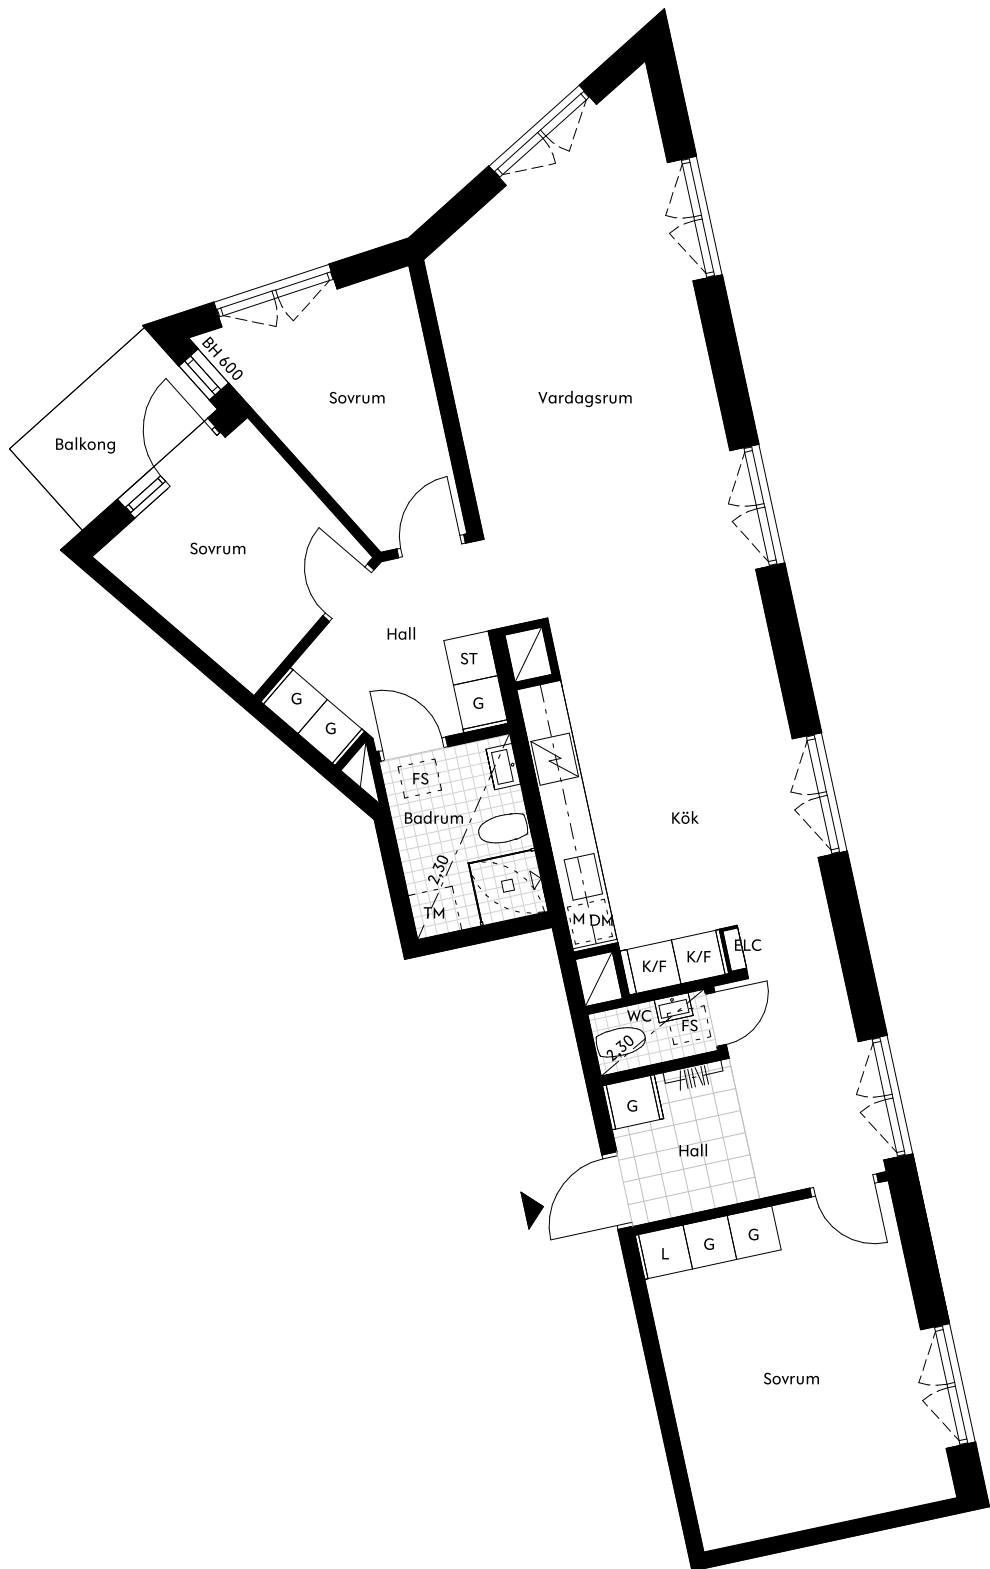 BH 600
Sovrum
Vardagsrum
Balkong
Sovrum
Hall
ST
G
G
G
FS
Badrum
Kök
2,30
TM
M
DM
K/F
K/F
ELC
WC
FS
2,30
G
Hall
L
G
G
Sovrum